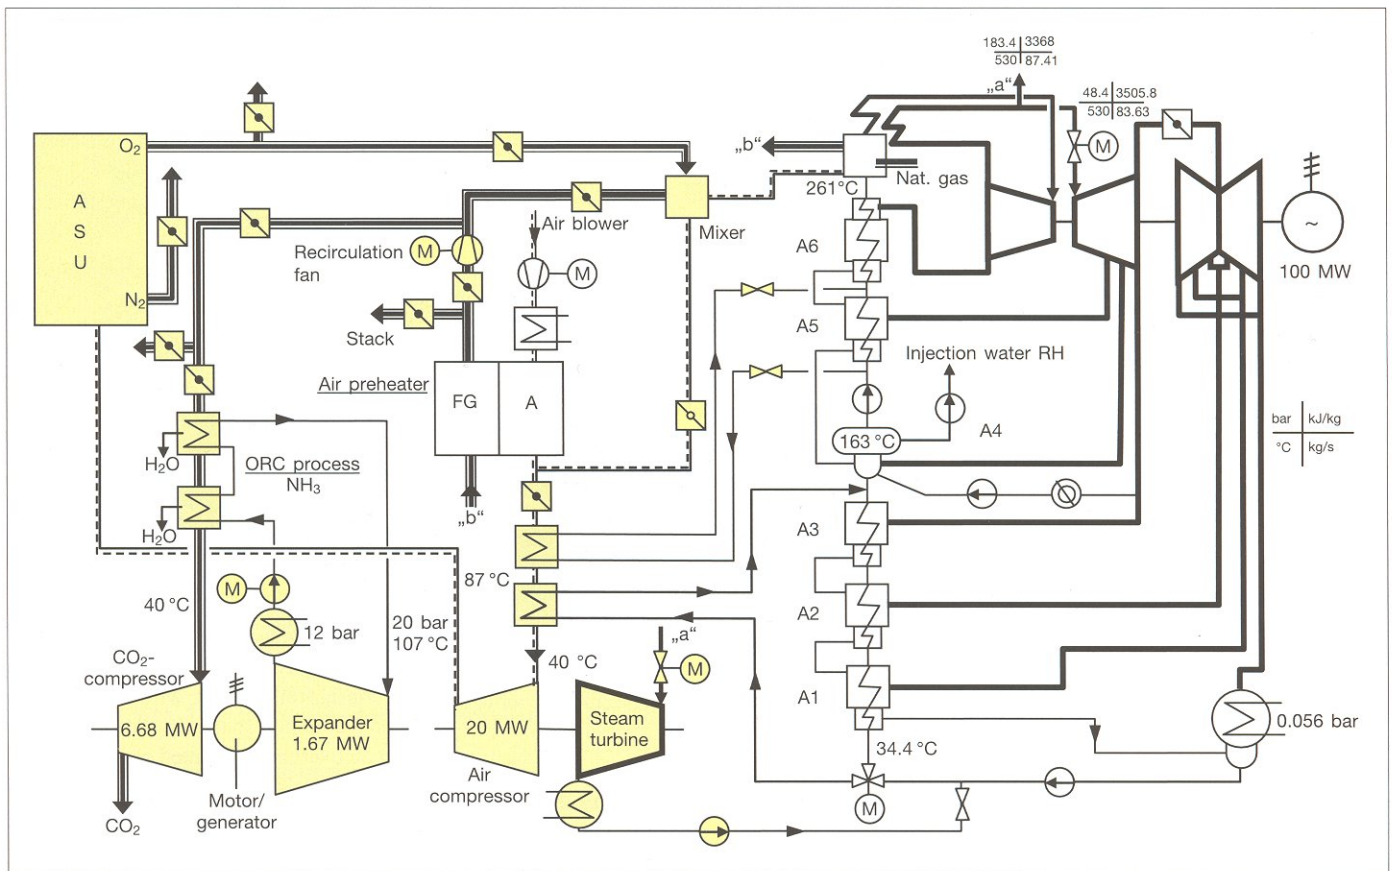 183.4 3368
530 87.41
„a“
48.4 3505.8
530 83.63
O₂
„b“
M
A
S
U
Nat. gas
261°C
Air blower
Mixer
Recirculation
fan
M
M
A6
~
100 MW
N₂
Stack
A5
Injection water RH
Air preheater
FG
A
bar kJ/kg
°C kg/s
163 °C
A4
H₂O
ORC process
NH₃
„b“
H₂O
A3
87 °C
M
40 °C
12 bar
20 bar
107 °C
A2
„a“
M
40 °C
CO₂-
compressor
A1
6.68 MW
Expander
1.67 MW
20 MW
Steam
turbine
0.056 bar
34.4 °C
Air
compressor
Motor/
generator
M
CO₂